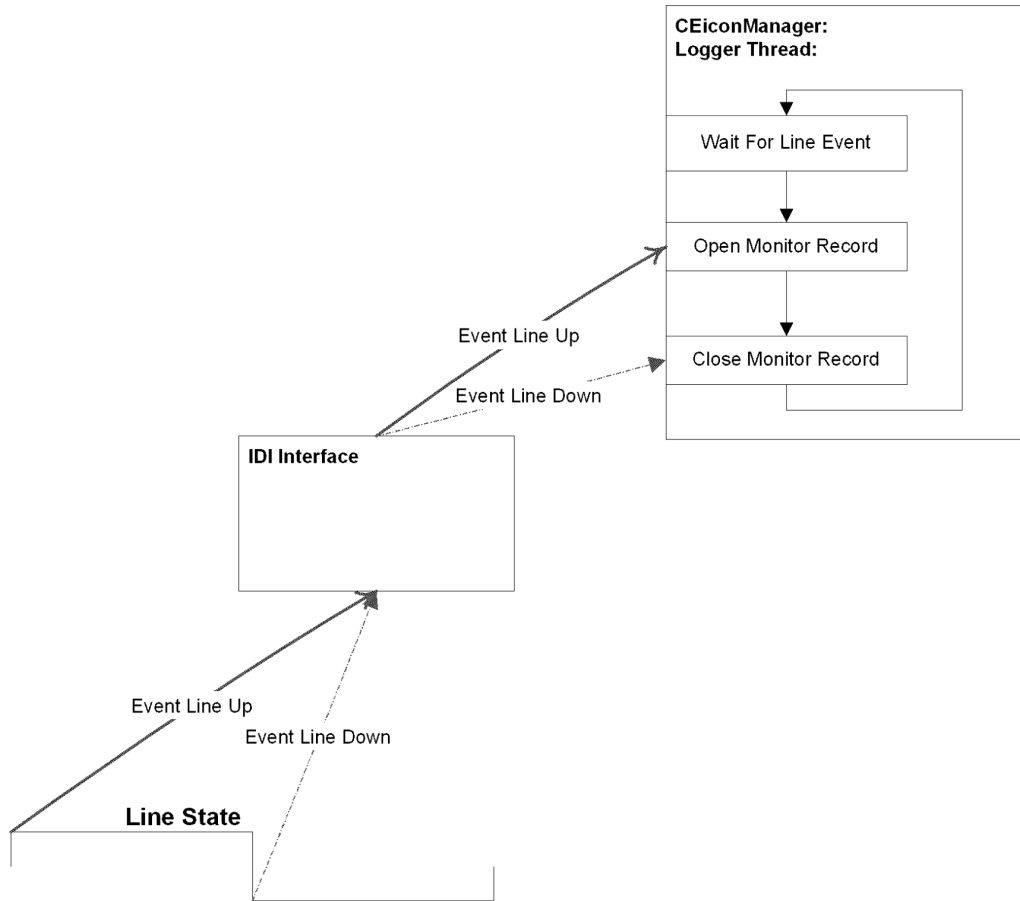 CEiconManager:
Logger Thread:
Wait For Line Event
Open Monitor Record
Event Line Up
Close Monitor Record
Event Line Down
IDI Interface
Event Line Up
Event Line Down
Line State